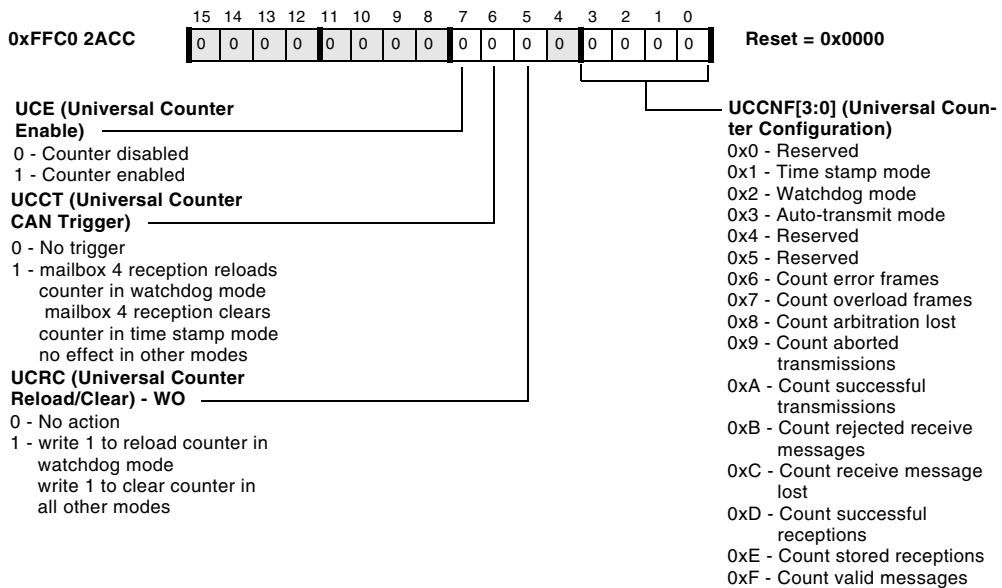 15 14 13 12 11 10 9 8 7 6 5 4 3 2 1 0
0xFFC0 2ACC
0 0 0 0 0 0 0 0 0 0 0 0 0 0 0 0
Reset = 0x0000
UCE (Universal Counter
Enable)
0 - Counter disabled
1 - Counter enabled
UCCT (Universal Counter
CAN Trigger)
0 - No trigger
1 - mailbox 4 reception reloads
counter in watchdog mode
mailbox 4 reception clears
counter in time stamp mode
no effect in other modes
UCRC (Universal Counter
Reload/Clear) - WO
0 - No action
1 - write 1 to reload counter in
watchdog mode
write 1 to clear counter in
all other modes
UCCNF[3:0] (Universal Coun-
ter Configuration)
0x0 - Reserved
0x1 - Time stamp mode
0x2 - Watchdog mode
0x3 - Auto-transmit mode
0x4 - Reserved
0x5 - Reserved
0x6 - Count error frames
0x7 - Count overload frames
0x8 - Count arbitration lost
0x9 - Count aborted
transmissions
0xA - Count successful
transmissions
0xB - Count rejected receive
messages
0xC - Count receive message
lost
0xD - Count successful
receptions
0xE - Count stored receptions
0xF - Count valid messages